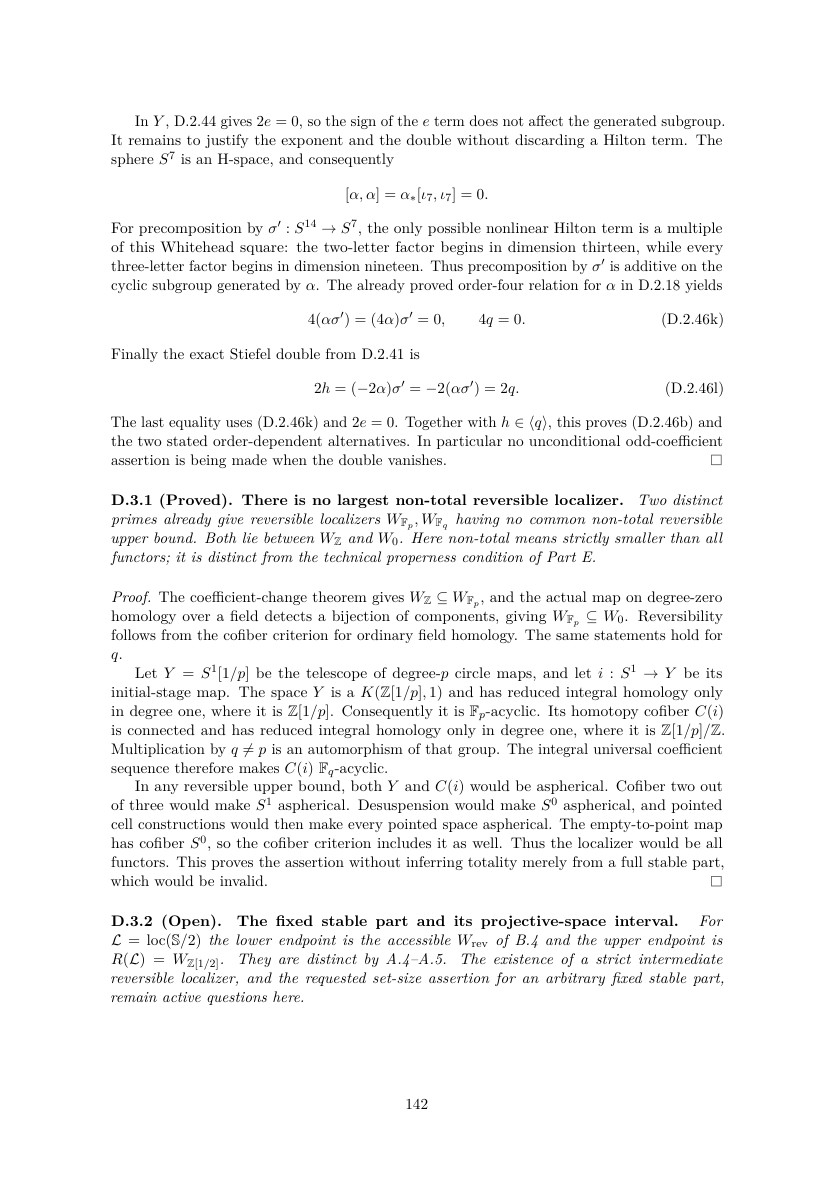 In Y, D.2.44 gives 2e = 0, so the sign of the e term does not affect the generated subgroup.
It remains to justify the exponent and the double without discarding a Hilton term. The
sphere S⁷ is an H-space, and consequently
[α, α] = α∗[ι₇, ι₇] = 0.
For precomposition by σ′ : S¹⁴ → S⁷, the only possible nonlinear Hilton term is a multiple
of this Whitehead square: the two-letter factor begins in dimension thirteen, while every
three-letter factor begins in dimension nineteen. Thus precomposition by σ′ is additive on the
cyclic subgroup generated by α. The already proved order-four relation for α in D.2.18 yields
4(ασ′) = (4α)σ′ = 0, 4q = 0. (D.2.46k)
Finally the exact Stiefel double from D.2.41 is
2h = (−2α)σ′ = −2(ασ′) = 2q. (D.2.46l)
The last equality uses (D.2.46k) and 2e = 0. Together with h ∈ ⟨q⟩, this proves (D.2.46b) and
the two stated order-dependent alternatives. In particular no unconditional odd-coefficient
assertion is being made when the double vanishes. □
D.3.1 (Proved). There is no largest non-total reversible localizer. Two distinct
primes already give reversible localizers W_{𝔽_p}, W_{𝔽_q} having no common non-total reversible
upper bound. Both lie between W_ℤ and W₀. Here non-total means strictly smaller than all
functors; it is distinct from the technical properness condition of Part E.
Proof. The coefficient-change theorem gives W_ℤ ⊆ W_{𝔽_p}, and the actual map on degree-zero
homology over a field detects a bijection of components, giving W_{𝔽_p} ⊆ W₀. Reversibility
follows from the cofiber criterion for ordinary field homology. The same statements hold for
q.
Let Y = S¹[1/p] be the telescope of degree-p circle maps, and let i : S¹ → Y be its
initial-stage map. The space Y is a K(ℤ[1/p], 1) and has reduced integral homology only
in degree one, where it is ℤ[1/p]. Consequently it is 𝔽_p-acyclic. Its homotopy cofiber C(i)
is connected and has reduced integral homology only in degree one, where it is ℤ[1/p]/ℤ.
Multiplication by q ≠ p is an automorphism of that group. The integral universal coefficient
sequence therefore makes C(i) 𝔽_q-acyclic.
In any reversible upper bound, both Y and C(i) would be aspherical. Cofiber two out
of three would make S¹ aspherical. Desuspension would make S⁰ aspherical, and pointed
cell constructions would then make every pointed space aspherical. The empty-to-point map
has cofiber S⁰, so the cofiber criterion includes it as well. Thus the localizer would be all
functors. This proves the assertion without inferring totality merely from a full stable part,
which would be invalid. □
D.3.2 (Open). The fixed stable part and its projective-space interval. For
ℒ = loc(𝕊/2) the lower endpoint is the accessible W_rev of B.4 and the upper endpoint is
R(ℒ) = W_{ℤ[1/2]}. They are distinct by A.4–A.5. The existence of a strict intermediate
reversible localizer, and the requested set-size assertion for an arbitrary fixed stable part,
remain active questions here.
142